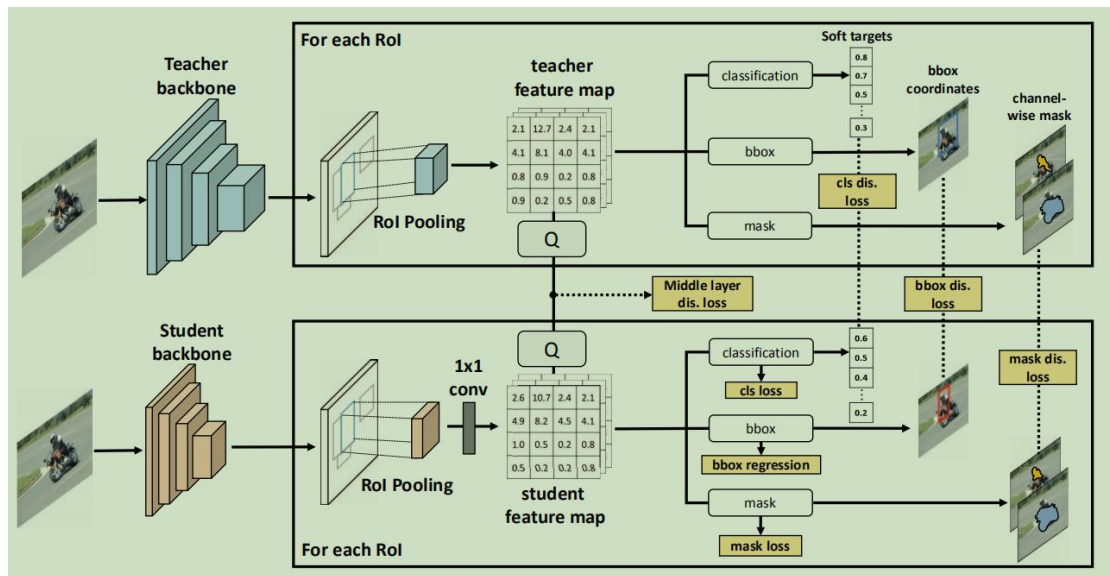 For each RoI
Teacher
backbone
teacher
feature map
2.1 12.7 2.4 2.1
4.1 8.1 4.0 4.1
0.8 0.9 0.2 0.8
0.9 0.2 0.5 0.8
RoI Pooling
Q
classification
bbox
mask
Soft targets
0.8
0.7
0.5
0.3
bbox
coordinates
channel-
wise mask
cls dis.
loss
Middle layer
dis. loss
bbox dis.
loss
mask dis.
loss
Student
backbone
RoI Pooling
1x1
conv
Q
2.6 10.7 2.4 2.1
4.9 8.2 4.5 4.1
1.0 0.5 0.2 0.8
0.5 0.2 0.2 0.8
student
feature map
classification
cls loss
bbox
bbox regression
mask
mask loss
0.6
0.5
0.4
0.2
For each RoI